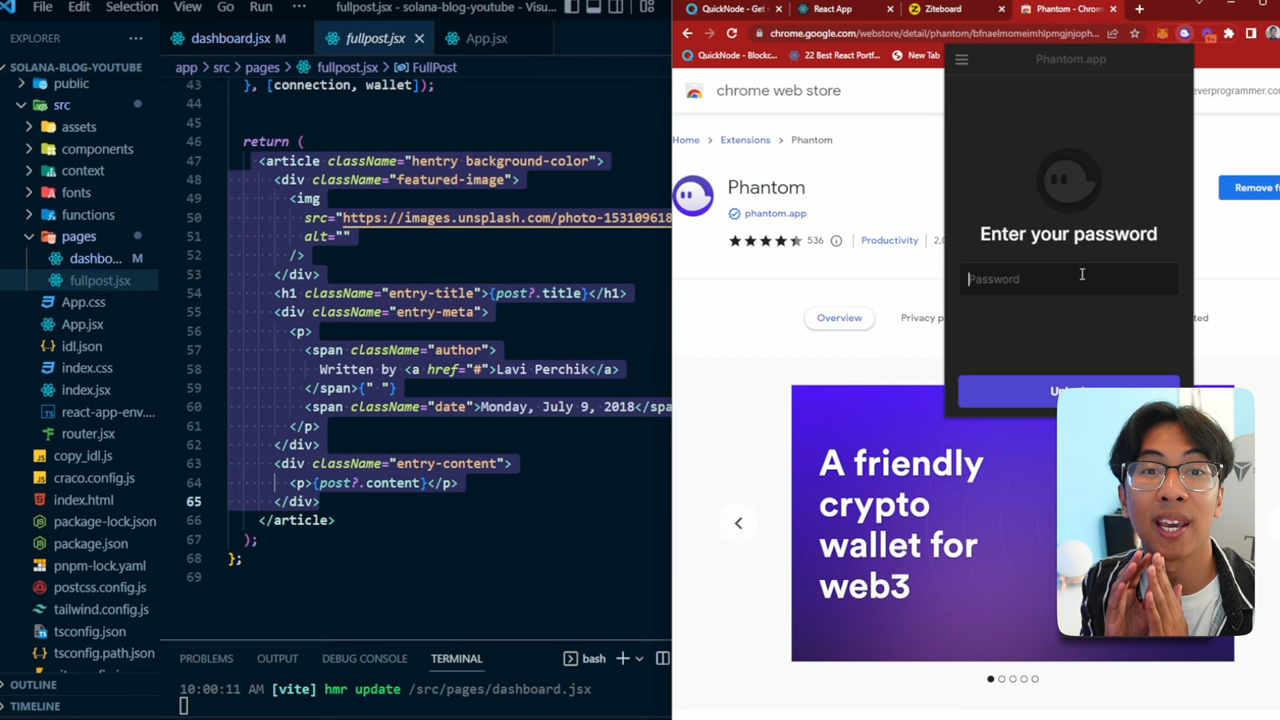 File Edit Selection View Go Run ··· fullpost.jsx - solana-blog-youtube - Visu...
EXPLORER ···
SOLANA-BLOG-YOUTUBE
public
src
assets
components
context
fonts
functions
pages
dashbo... M
fullpost.jsx
App.css
App.jsx
idl.json
index.css
index.jsx
react-app-env....
router.jsx
copy_idl.js
craco.config.js
index.html
package-lock.json
package.json
pnpm-lock.yaml
postcss.config.js
tailwind.config.js
tsconfig.json
tsconfig.path.json
OUTLINE
TIMELINE
dashboard.jsx M fullpost.jsx App.jsx
app > src > pages > fullpost.jsx > FullPost
43 }, [connection, wallet]);
44
45
46 return (
47 <article className="hentry background-color">
48 <div className="featured-image">
49 <img
50 src="https://images.unsplash.com/photo-153109618
51 alt=""
52 />
53 </div>
54 <h1 className="entry-title">{post?.title}</h1>
55 <div className="entry-meta">
56 <p>
57 <span className="author">
58 Written by <a href="#">Lavi Perchik</a>
59 </span>{" "}
60 <span className="date">Monday, July 9, 2018</spa
61 </p>
62 </div>
63 <div className="entry-content">
64 <p>{post?.content}</p>
65 </div>
66 </article>
67 );
68 };
69
PROBLEMS OUTPUT DEBUG CONSOLE TERMINAL bash
10:00:11 AM [vite] hmr update /src/pages/dashboard.jsx
QuickNode - Get React App Ziteboard Phantom - Chrom
chrome.google.com/webstore/detail/phantom/bfnaelmomeimhlpmgjnjoph...
QuickNode - Blockc... 22 Best React Portf... New Tab
chrome web store
everprogrammer.com
Home > Extensions > Phantom
Phantom
phantom.app
536 Productivity 2,0
Remove fr
Overview Privacy p
ted
Phantom.app
Enter your password
Password
A friendly
crypto
wallet for
web3